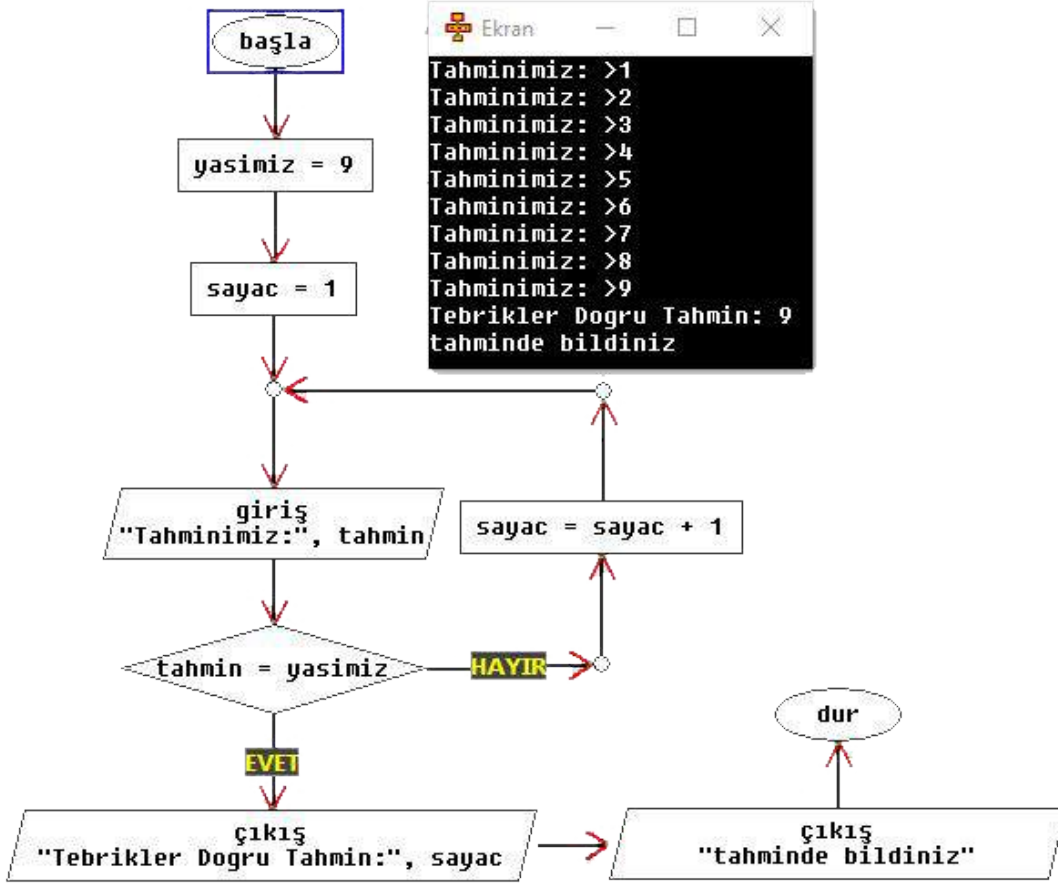 başla
yasimiz = 9
sayac = 1
Ekran
Tahminimiz: >1
Tahminimiz: >2
Tahminimiz: >3
Tahminimiz: >4
Tahminimiz: >5
Tahminimiz: >6
Tahminimiz: >7
Tahminimiz: >8
Tahminimiz: >9
Tebrikler Dogru Tahmin: 9
tahminde bildiniz
giriş
"Tahminimiz:", tahmin
sayac = sayac + 1
tahmin = yasimiz
HAYIR
EVET
çıkış
"Tebrikler Dogru Tahmin:", sayac
çıkış
"tahminde bildiniz"
dur